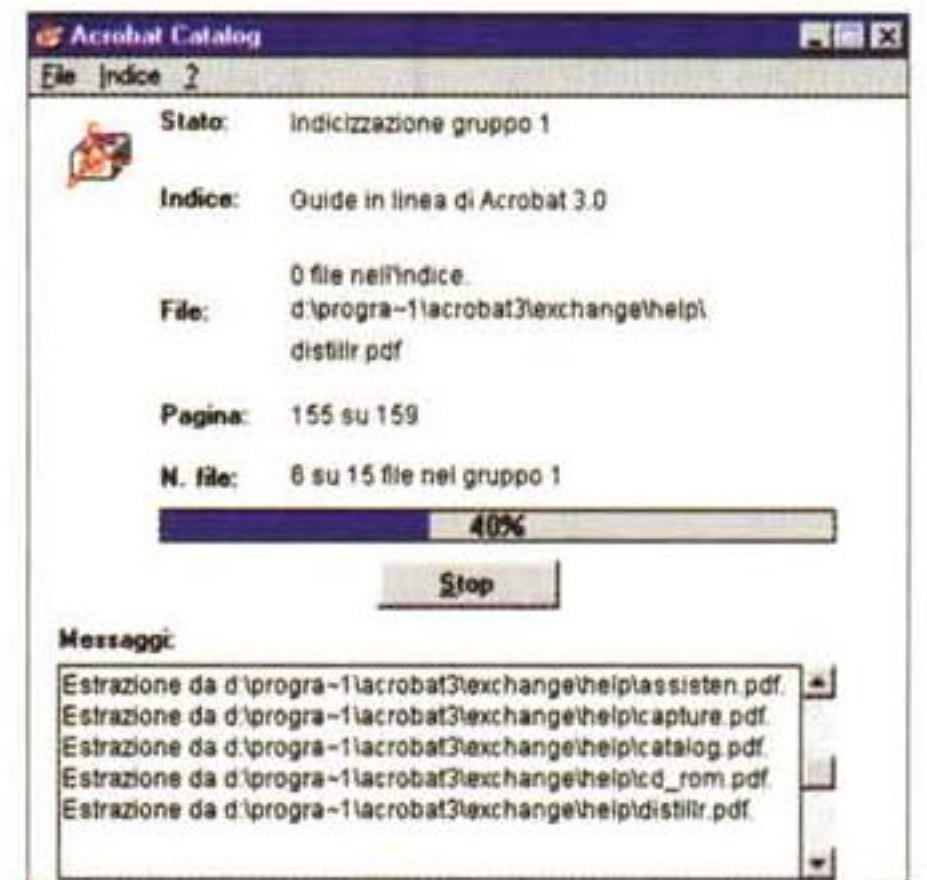 Acrobat Catalog
File Indice ?
Stato: Indicizzazione gruppo 1
Indice: Guide in linea di Acrobat 3.0
0 file nell'indice.
File: d:\progra~1\acrobat3\exchange\help\
distillr.pdf
Pagina: 155 su 159
N. file: 6 su 15 file nel gruppo 1
40%
Stop
Messaggi:
Estrazione da d:\progra~1\acrobat3\exchange\help\assisten.pdf.
Estrazione da d:\progra~1\acrobat3\exchange\help\capture.pdf.
Estrazione da d:\progra~1\acrobat3\exchange\help\catalog.pdf.
Estrazione da d:\progra~1\acrobat3\exchange\help\cd_rom.pdf.
Estrazione da d:\progra~1\acrobat3\exchange\help\distillr.pdf.